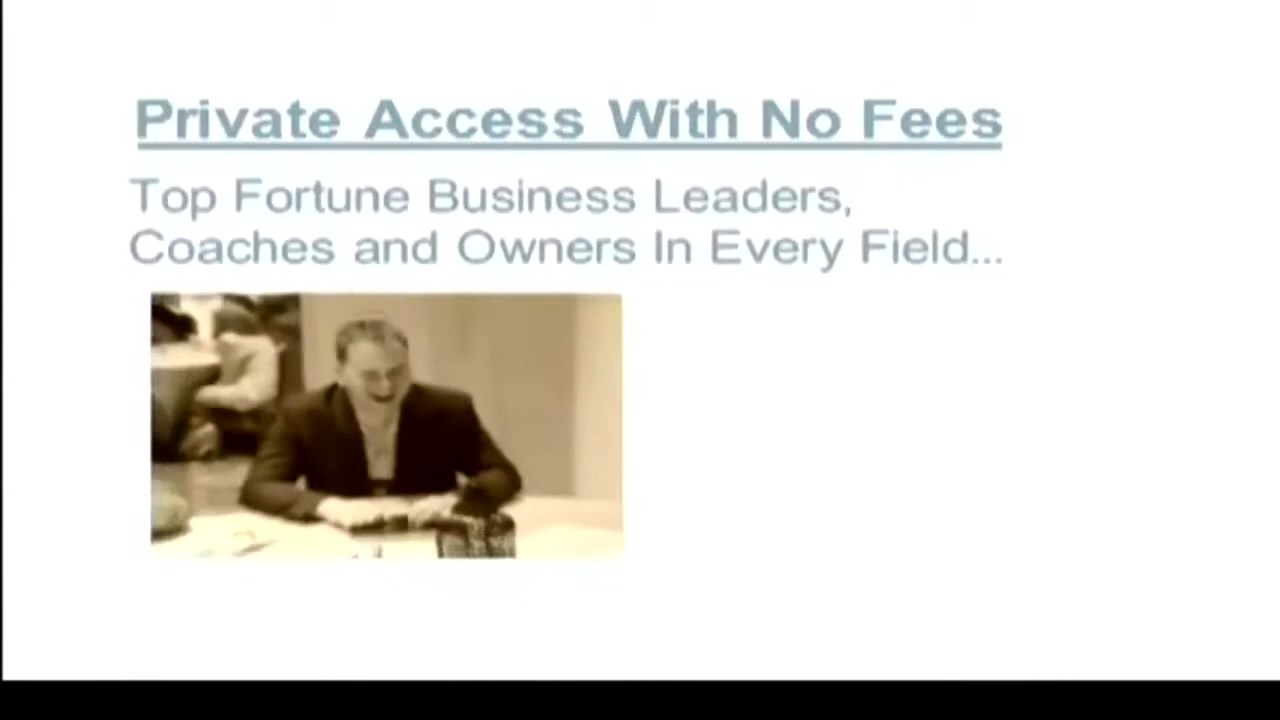 Private Access With No Fees
Top Fortune Business Leaders,
Coaches and Owners In Every Field...